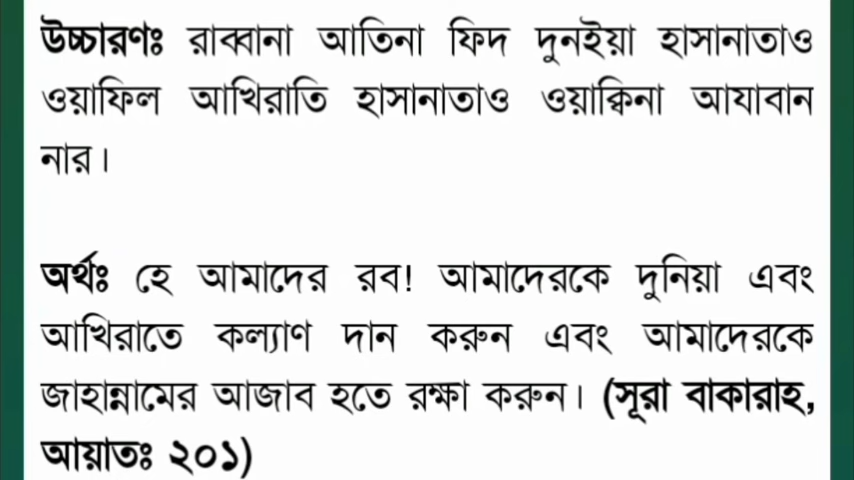 উচ্চারণঃ রাব্বানা আতিনা ফিদ দুনইয়া হাসানাতাও
ওয়াফিল আখিরাতি হাসানাতাও ওয়াক্বিনা আযাবান
নার।
অর্থঃ হে আমাদের রব! আমাদেরকে দুনিয়া এবং
আখিরাতে কল্যাণ দান করুন এবং আমাদেরকে
জাহান্নামের আজাব হতে রক্ষা করুন। (সূরা বাকারাহ,
আয়াতঃ ২০১)